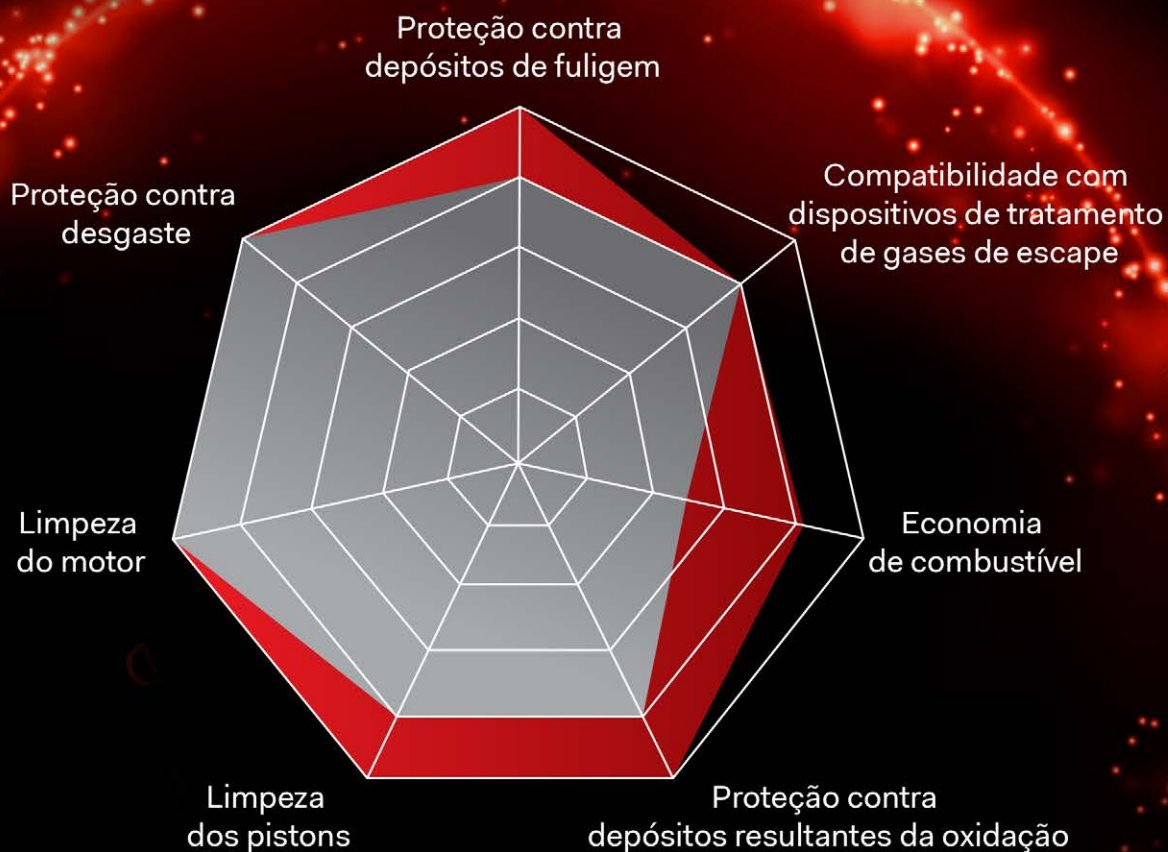 Proteção contra
depósitos de fuligem
Proteção contra
desgaste
Compatibilidade com
dispositivos de tratamento
de gases de escape
Limpeza
do motor
Economia
de combustível
Limpeza
dos pistons
Proteção contra
depósitos resultantes da oxidação